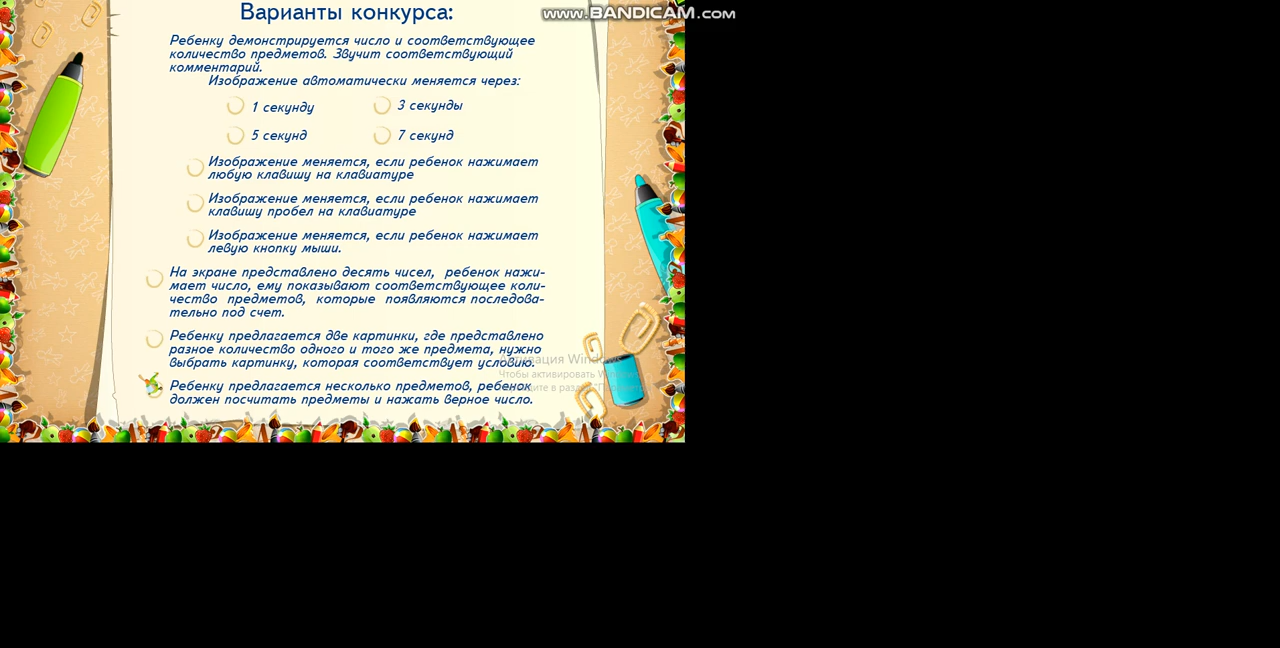 www.BANDICAM.com
Варианты конкурса:
Ребенку демонстрируется число и соответствующее
количество предметов. Звучит соответствующий
комментарий.
Изображение автоматически меняется через:
1 секунду
3 секунды
5 секунд
7 секунд
Изображение меняется, если ребенок нажимает
любую клавишу на клавиатуре
Изображение меняется, если ребенок нажимает
клавишу пробел на клавиатуре
Изображение меняется, если ребенок нажимает
левую кнопку мыши.
На экране представлено десять чисел, ребенок нажи-
мает число, ему показывают соответствующее коли-
чество предметов, которые появляются последова-
тельно под счет.
Ребенку предлагается две картинки, где представлено
разное количество одного и того же предмета, нужно
выбрать картинку, которая соответствует условию.
Активация Windows
Чтобы активировать Windows,
в раздел
Ребенку предлагается несколько предметов, ребенок
должен посчитать предметы и нажать верное число.